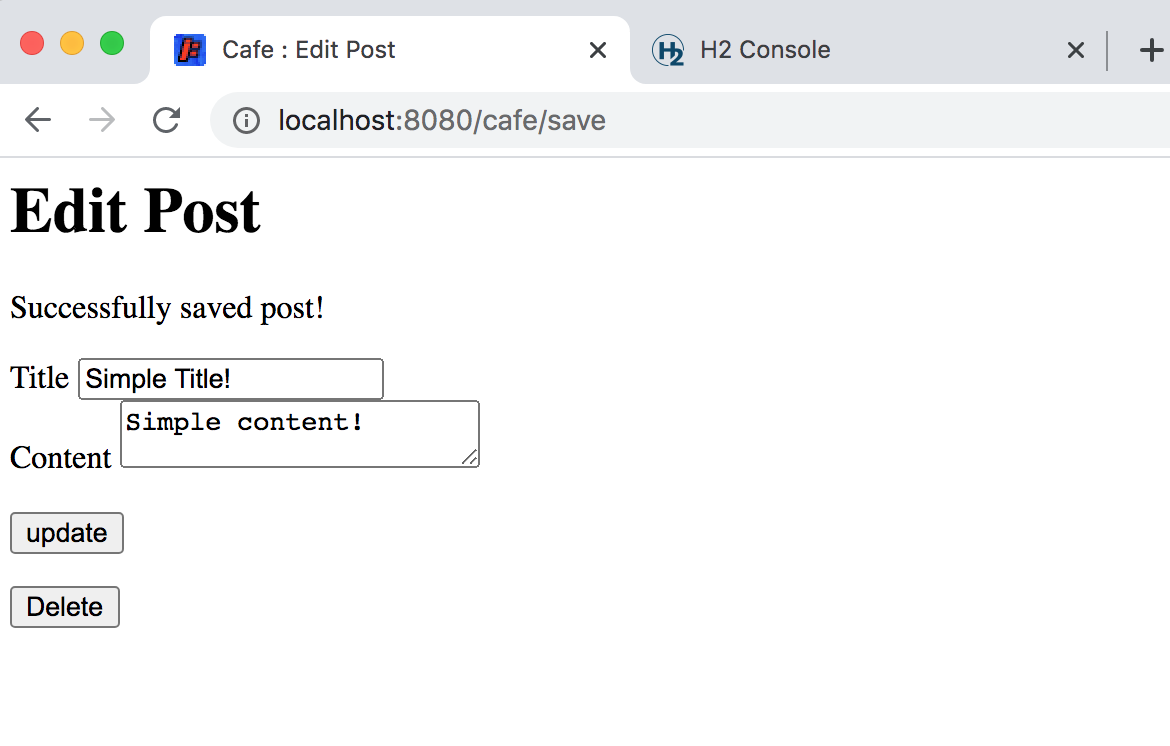 Cafe : Edit Post
H2 H2 Console
localhost:8080/cafe/save
Edit Post
Successfully saved post!
Title Simple Title!
Simple content!
Content
update
Delete